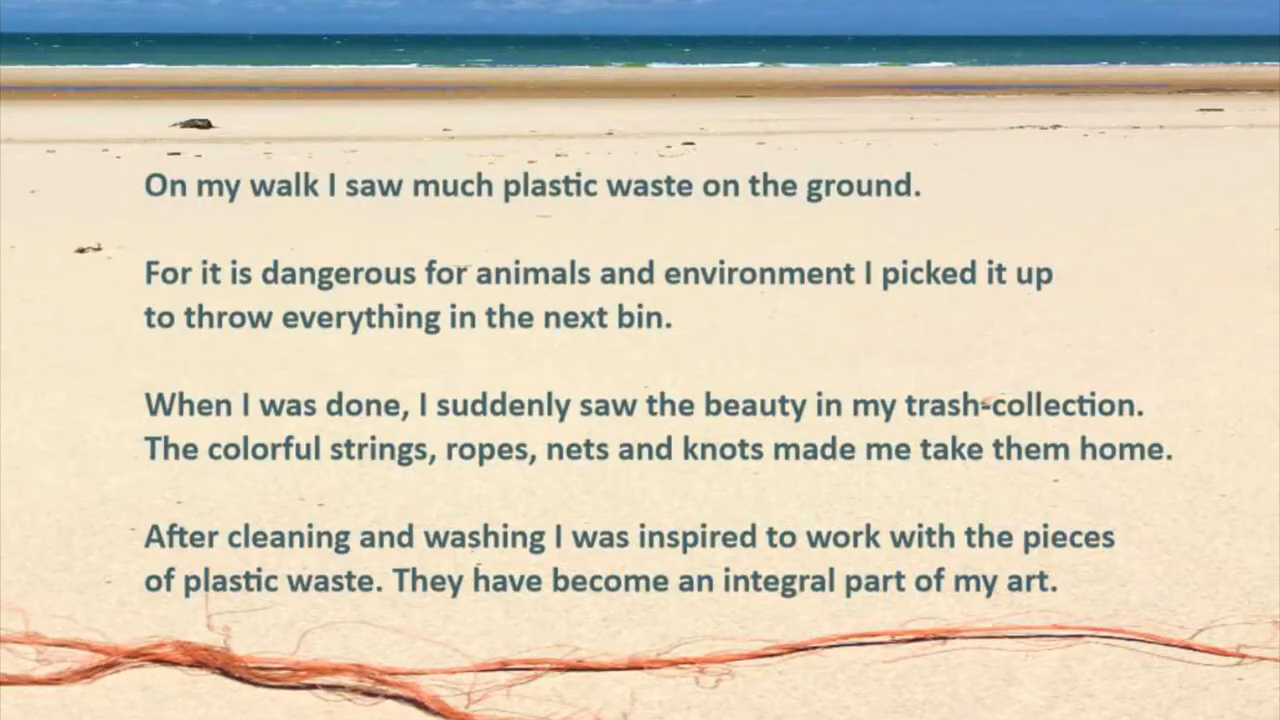 On my walk I saw much plastic waste on the ground.
For it is dangerous for animals and environment I picked it up
to throw everything in the next bin.
When I was done, I suddenly saw the beauty in my trash-collection.
The colorful strings, ropes, nets and knots made me take them home.
After cleaning and washing I was inspired to work with the pieces
of plastic waste. They have become an integral part of my art.